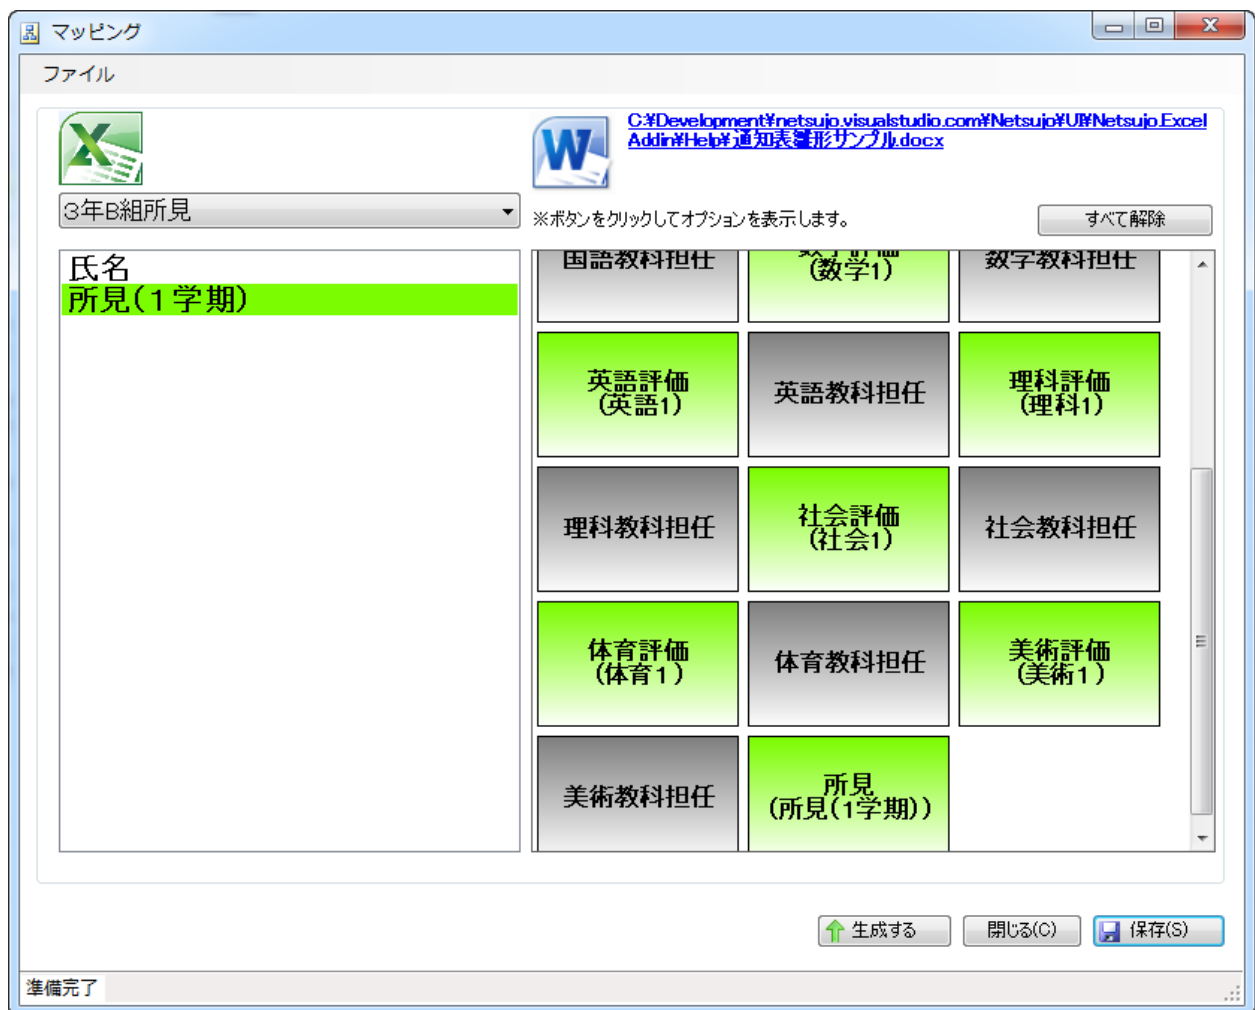 マッピング
ファイル
C:¥Development¥netsujo.visualstudio.com¥Netsujo¥UI¥Netsujo.Excel
Addin¥Help¥通知表雛形サンプル.docx
3年B組所見
※ボタンをクリックしてオプションを表示します。
すべて解除
氏名
所見(1学期)
国語教科担任
数学評価
(数学1)
数学教科担任
英語評価
(英語1)
英語教科担任
理科評価
(理科1)
理科教科担任
社会評価
(社会1)
社会教科担任
体育評価
(体育1)
体育教科担任
美術評価
(美術1)
美術教科担任
所見
(所見(1学期))
生成する
閉じる(C)
保存(S)
準備完了